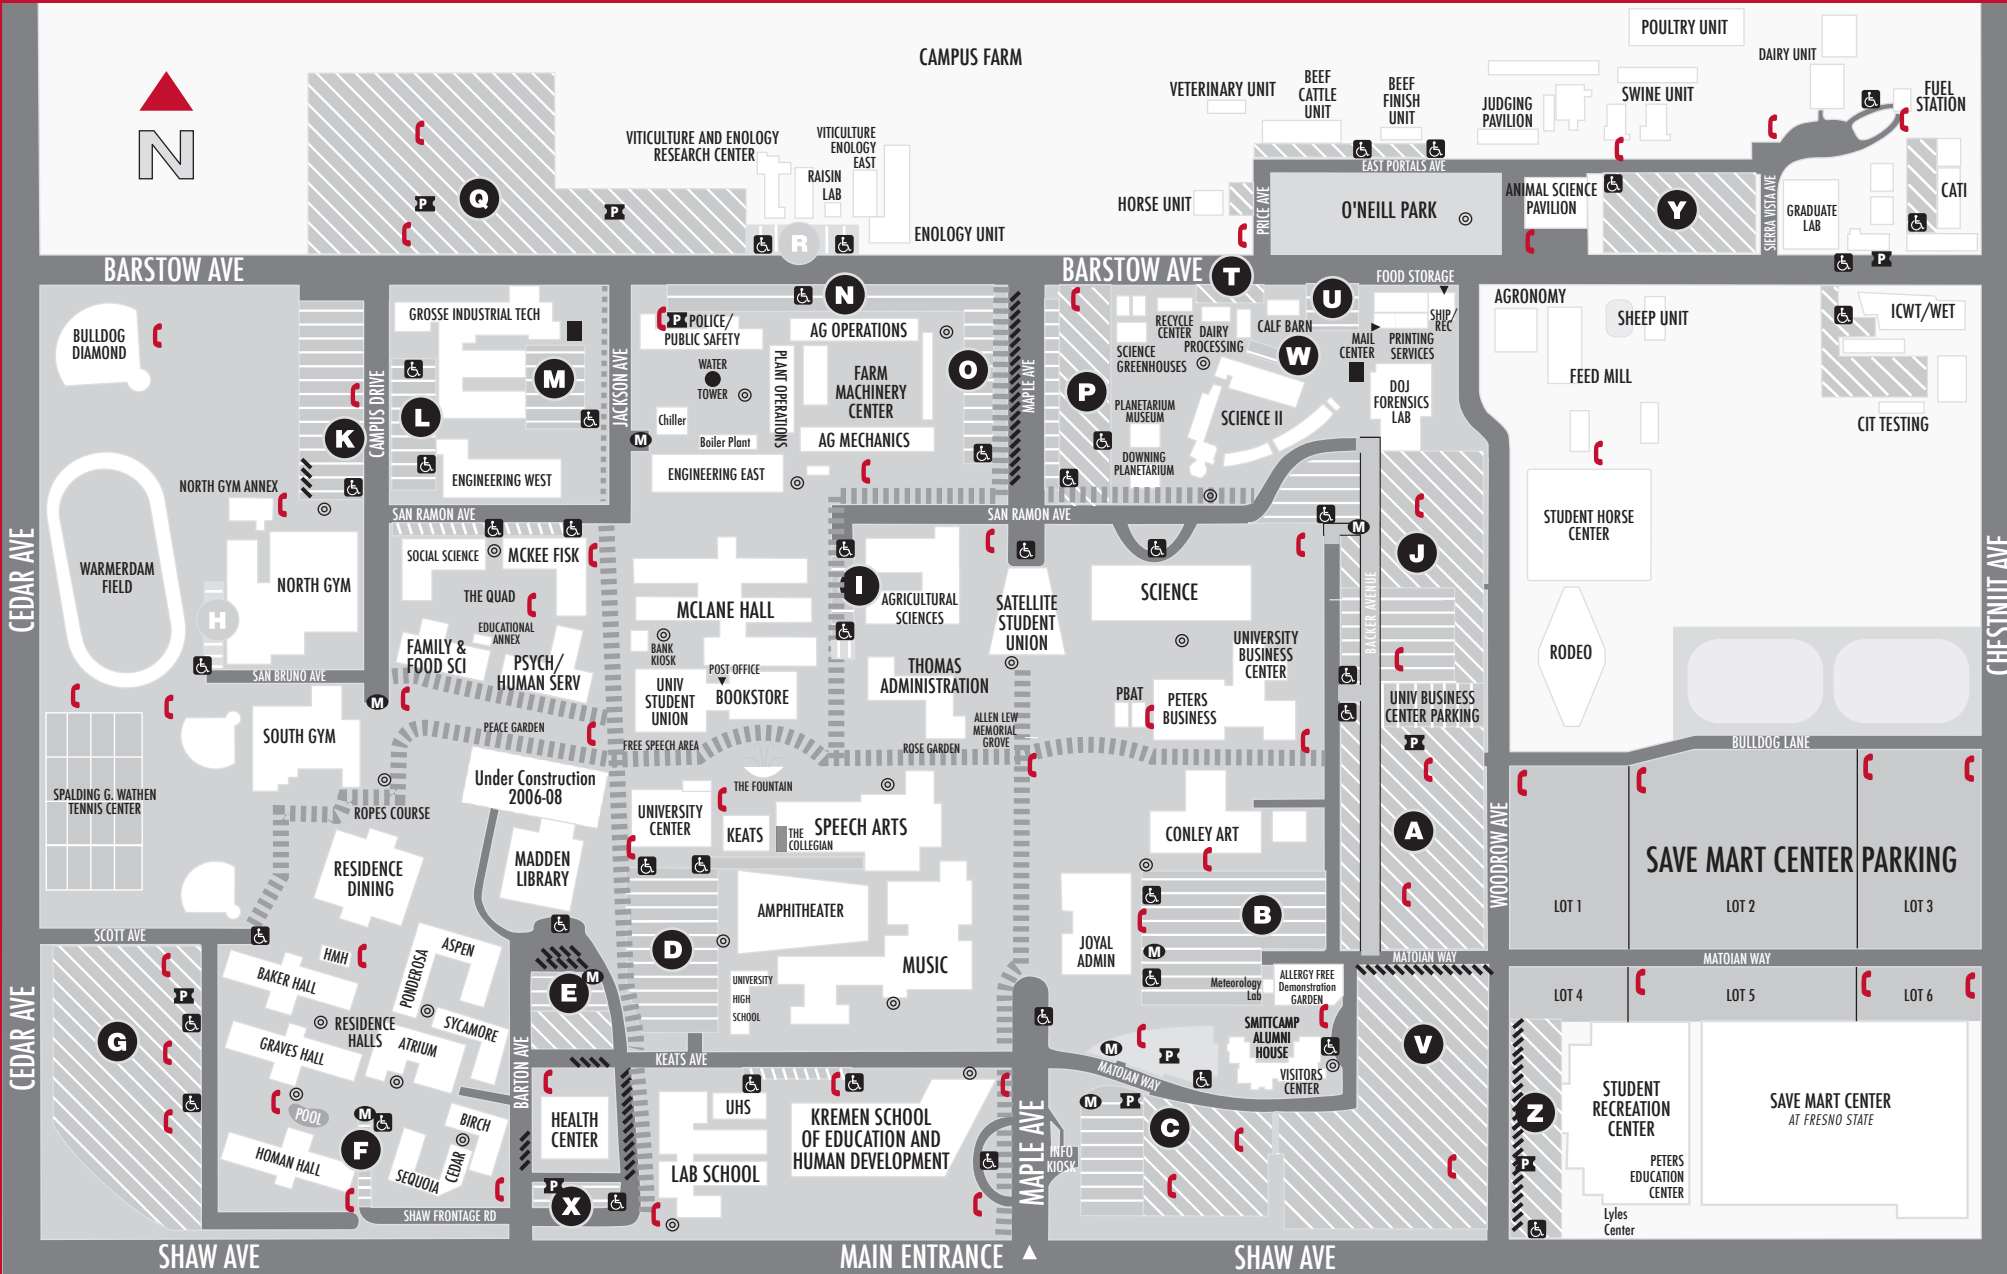 N
CAMPUS FARM
POULTRY UNIT
DAIRY UNIT
FUEL
STATION
SWINE UNIT
JUDGING
PAVILION
BEEF
FINISH
UNIT
BEEF
CATTLE
UNIT
VETERINARY UNIT
VITICULTURE AND ENOLOGY
RESEARCH CENTER
VITICULTURE
ENOLOGY
EAST
RAISIN
LAB
ENOLOGY UNIT
HORSE UNIT
PRICE AVE
EAST PORTALS AVE
O'NEILL PARK
ANIMAL SCIENCE
PAVILION
SIERRA VISTA AVE
GRADUATE
LAB
CATI
Q
P
P
R
Y
P
BARSTOW AVE
BARSTOW AVE
T
U
FOOD STORAGE
BULLDOG
DIAMOND
GROSSE INDUSTRIAL TECH
P
POLICE/
PUBLIC SAFETY
N
AG OPERATIONS
WATER
TOWER
PLANT OPERATIONS
FARM
MACHINERY
CENTER
AG MECHANICS
Chiller
Boiler Plant
ENGINEERING EAST
JACKSON AVE
CAMPUS DRIVE
K
L
M
M
ENGINEERING WEST
O
MAPLE AVE
P
RECYCLE
CENTER
SCIENCE
GREENHOUSES
DAIRY
PROCESSING
CALF BARN
W
MAIL
CENTER
PRINTING
SERVICES
SHIP/
REC
DOJ
FORENSICS
LAB
PLANETARIUM
MUSEUM
DOWNING
PLANETARIUM
SCIENCE II
AGRONOMY
SHEEP UNIT
FEED MILL
ICWT/WET
CIT TESTING
STUDENT HORSE
CENTER
RODEO
CEDAR AVE
CHESTNUT AVE
NORTH GYM ANNEX
SAN RAMON AVE
SAN RAMON AVE
WARMERDAM
FIELD
NORTH GYM
H
SAN BRUNO AVE
SOUTH GYM
M
SOCIAL SCIENCE
MCKEE FISK
THE QUAD
EDUCATIONAL
ANNEX
FAMILY &
FOOD SCI
PSYCH/
HUMAN SERV
PEACE GARDEN
MCLANE HALL
BANK
KIOSK
POST OFFICE
UNIV
STUDENT
UNION
BOOKSTORE
FREE SPEECH AREA
THE FOUNTAIN
I
AGRICULTURAL
SCIENCES
THOMAS
ADMINISTRATION
SATELLITE
STUDENT
UNION
ALLEN LEW
MEMORIAL
GROVE
ROSE GARDEN
SCIENCE
UNIVERSITY
BUSINESS
CENTER
PBAT
PETERS
BUSINESS
M
J
BACKER AVENUE
UNIV BUSINESS
CENTER PARKING
P
A
WOODROW AVE
BULLDOG LANE
SAVE MART CENTER PARKING
LOT 1
LOT 2
LOT 3
SPALDING G. WATHEN
TENNIS CENTER
ROPES COURSE
Under Construction
2006-08
MADDEN
LIBRARY
RESIDENCE
DINING
UNIVERSITY
CENTER
KEATS
THE
COLLEGIAN
SPEECH ARTS
AMPHITHEATER
MUSIC
UNIVERSITY
HIGH
SCHOOL
D
CONLEY ART
JOYAL
ADMIN
B
M
Meteorology
Lab
ALLERGY FREE
Demonstration
GARDEN
MATOIAN WAY
MATOIAN WAY
LOT 4
LOT 5
LOT 6
SCOTT AVE
CEDAR AVE
G
P
HMH
BAKER HALL
PONDEROSA
ASPEN
SYCAMORE
RESIDENCE
HALLS
ATRIUM
GRAVES HALL
POOL
HOMAN HALL
M
F
BIRCH
CEDAR
SEQUOIA
SHAW FRONTAGE RD
BARTON AVE
E
M
KEATS AVE
HEALTH
CENTER
P
X
UHS
LAB SCHOOL
KREMEN SCHOOL
OF EDUCATION AND
HUMAN DEVELOPMENT
MAPLE AVE
INFO
KIOSK
M
P
MATOIAN WAY
SMITTCAMP
ALUMNI
HOUSE
VISITORS
CENTER
M
P
C
V
Z
P
STUDENT
RECREATION
CENTER
PETERS
EDUCATION
CENTER
Lyles
Center
SAVE MART CENTER
AT FRESNO STATE
SHAW AVE
MAIN ENTRANCE
SHAW AVE